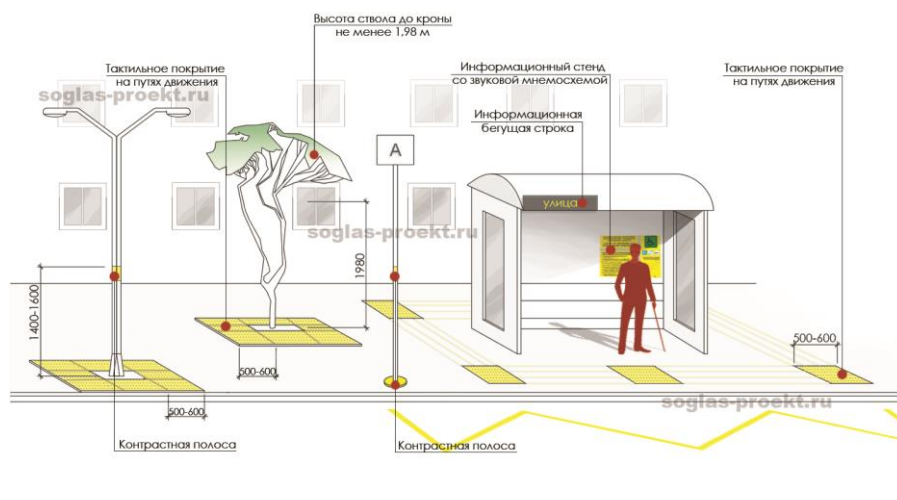 Высота ствола до кроны
не менее 1,98 м
Тактильное покрытие
на путях движения
Информационный стенд
со звуковой мнемосхемой
Тактильное покрытие
на путях движения
soglas-proekt.ru
Информационная
бегущая строка
А
улица
soglas-proekt.ru
1980
1400-1600
500-600
500-600
500-600
soglas-proekt.ru
Контрастная полоса
Контрастная полоса